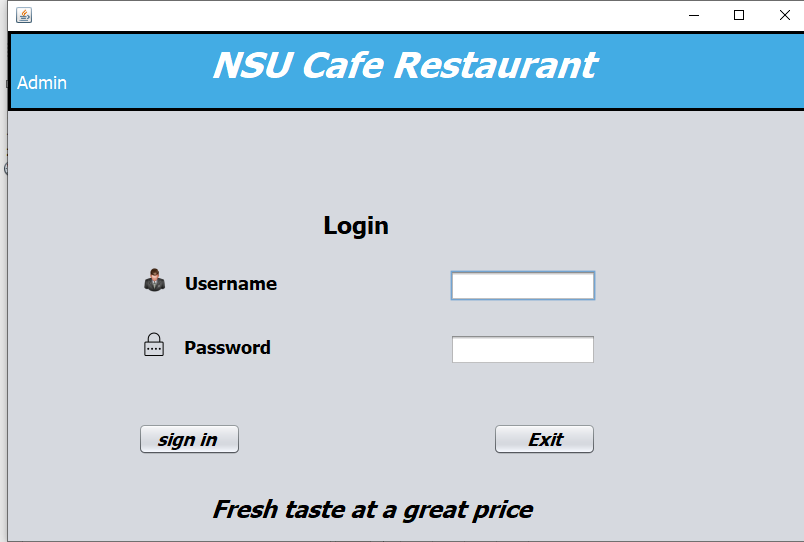 NSU Cafe Restaurant
Admin
Login
Username
Password
sign in
Exit
Fresh taste at a great price